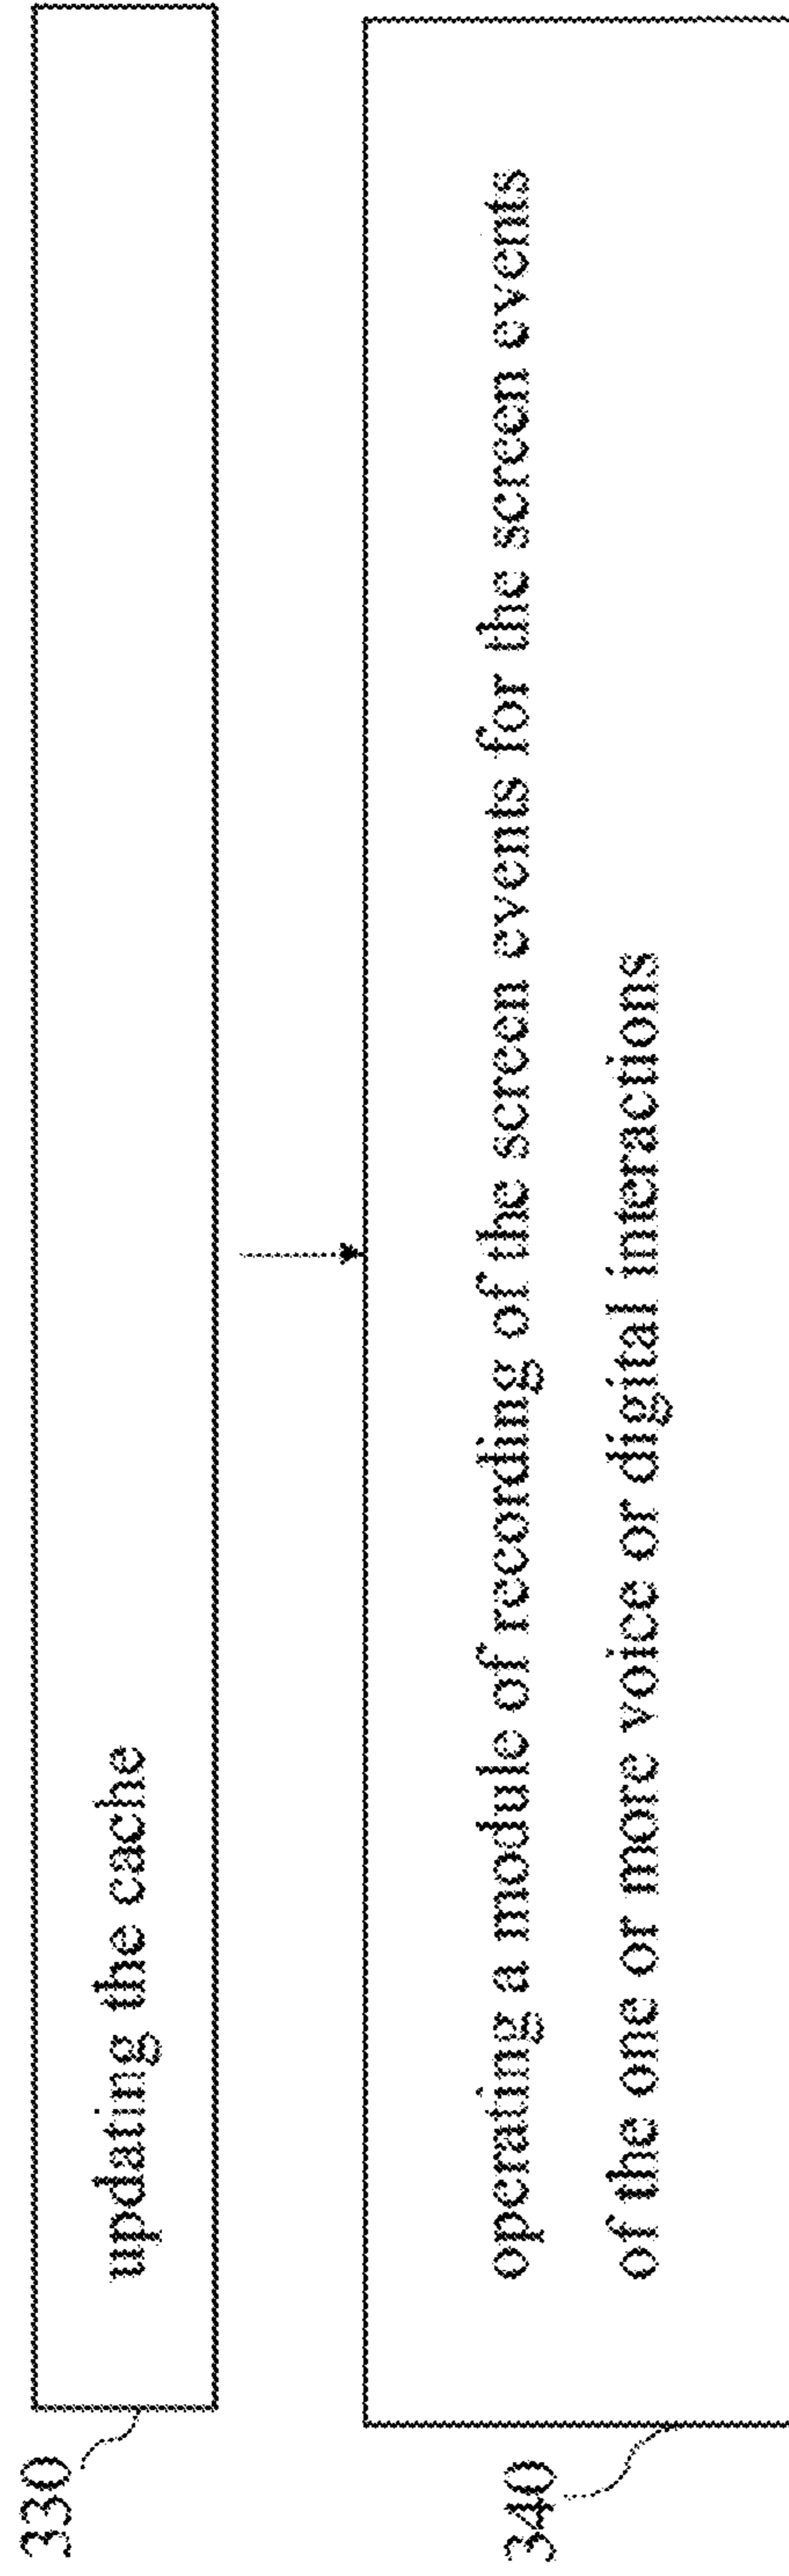 330
updating the cache
340
operating a module of recording of the screen events for the screen events
of the one or more voice or digital interactions